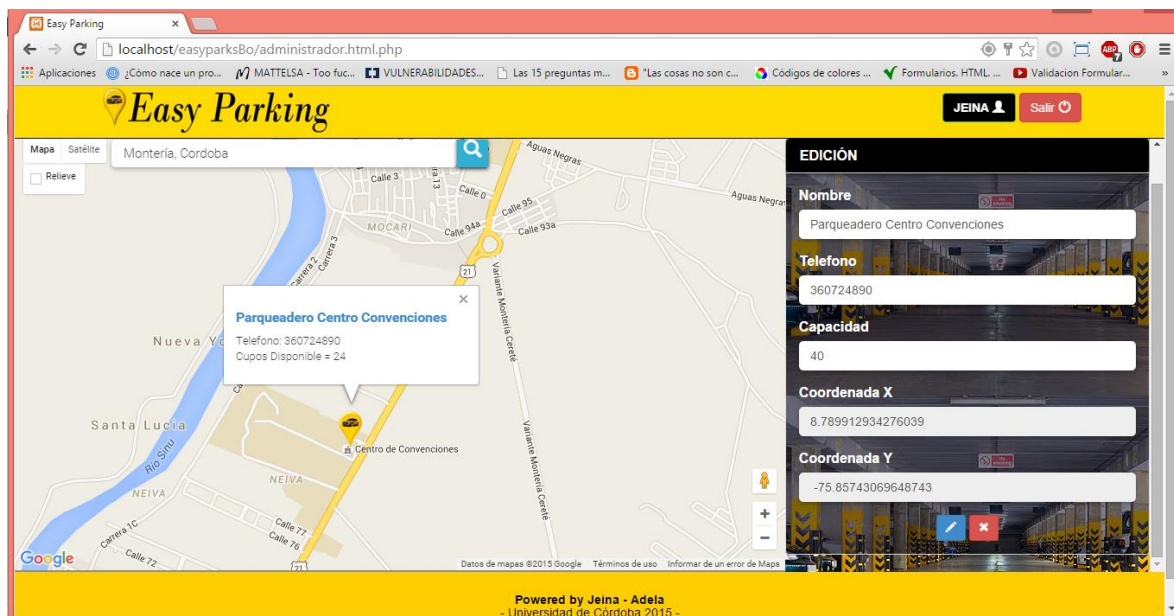 Easy Parking
localhost/easyparksBo/administrador.html.php
Aplicaciones ¿Cómo nace un pro... MATTELSA - Too fuc... VULNERABILIDADES... Las 15 preguntas m... "Las cosas no son c... Códigos de colores ... Formularios. HTML. ... Validacion Formular... »
Easy Parking
JEINA
Salir
Mapa Satélite
Relieve
Montería, Cordoba
Aguas Negras
Calle 3
Calle 0
Calle 95
Aguas Negras
MOCARI
Calle 94a
Calle 93a
Carrera 3
Carrera 2
21
Variante Montería Cereté
Parqueadero Centro Convenciones
Telefono: 360724890
Cupos Disponible = 24
Nueva Yo
Santa Lucia
Río Sinú
Centro de Convenciones
Variante Montería Cereté
NEIVA
NEIVA
Carrera 1C
Calle 77
Calle 76
Calle 72
21
Google
Datos de mapas ©2015 Google Términos de uso Informar de un error de Maps
EDICIÓN
Nombre
Parqueadero Centro Convenciones
Telefono
360724890
Capacidad
40
Coordenada X
8.789912934276039
Coordenada Y
-75.85743069648743
Powered by Jeina - Adela
- Universidad de Córdoba 2015 -